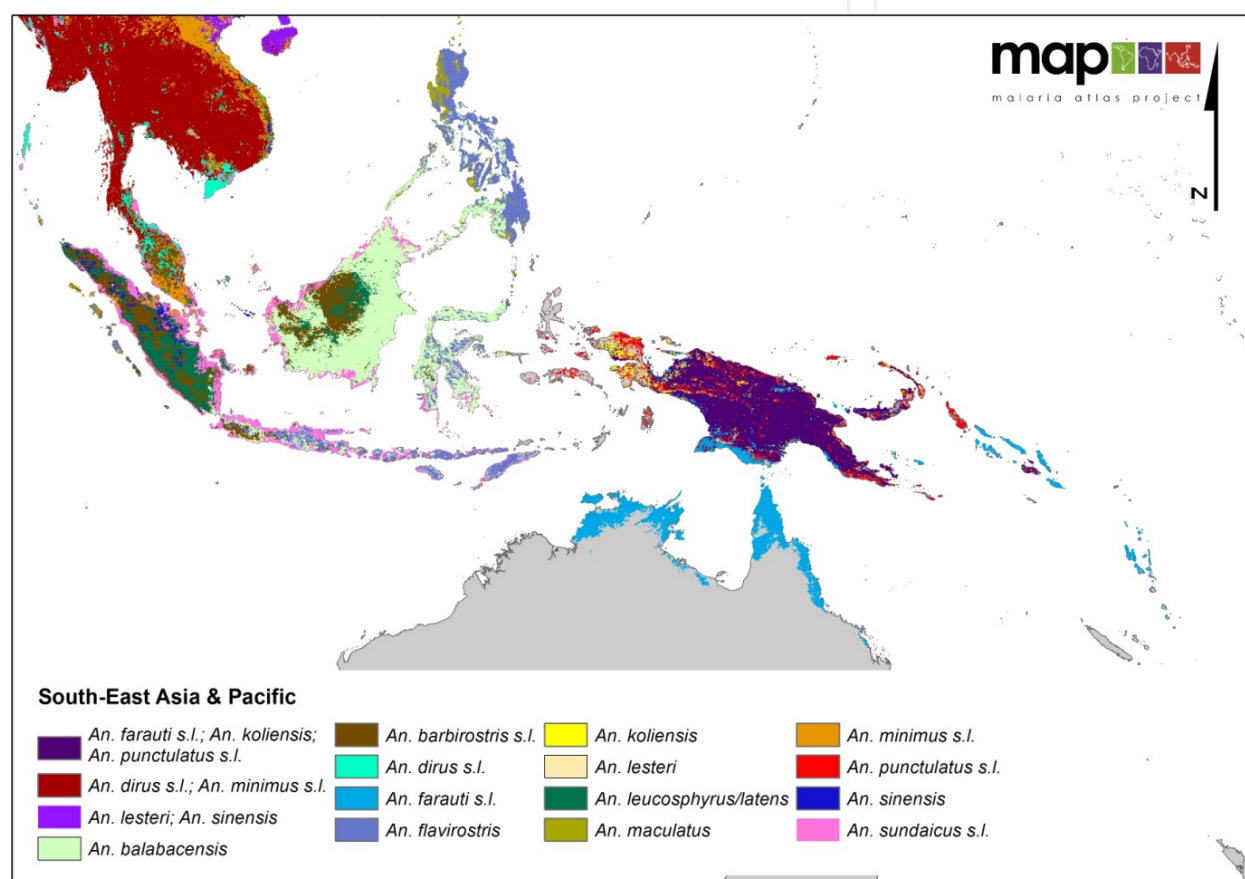 map
malaria atlas project
N
South-East Asia & Pacific
An. farauti s.l.; An. koliensis;
An. punctulatus s.l.
An. dirus s.l.; An. minimus s.l.
An. lesteri; An. sinensis
An. balabacensis
An. barbirostris s.l.
An. dirus s.l.
An. farauti s.l.
An. flavirostris
An. koliensis
An. lesteri
An. leucosphyrus/latens
An. maculatus
An. minimus s.l.
An. punctulatus s.l.
An. sinensis
An. sundaicus s.l.